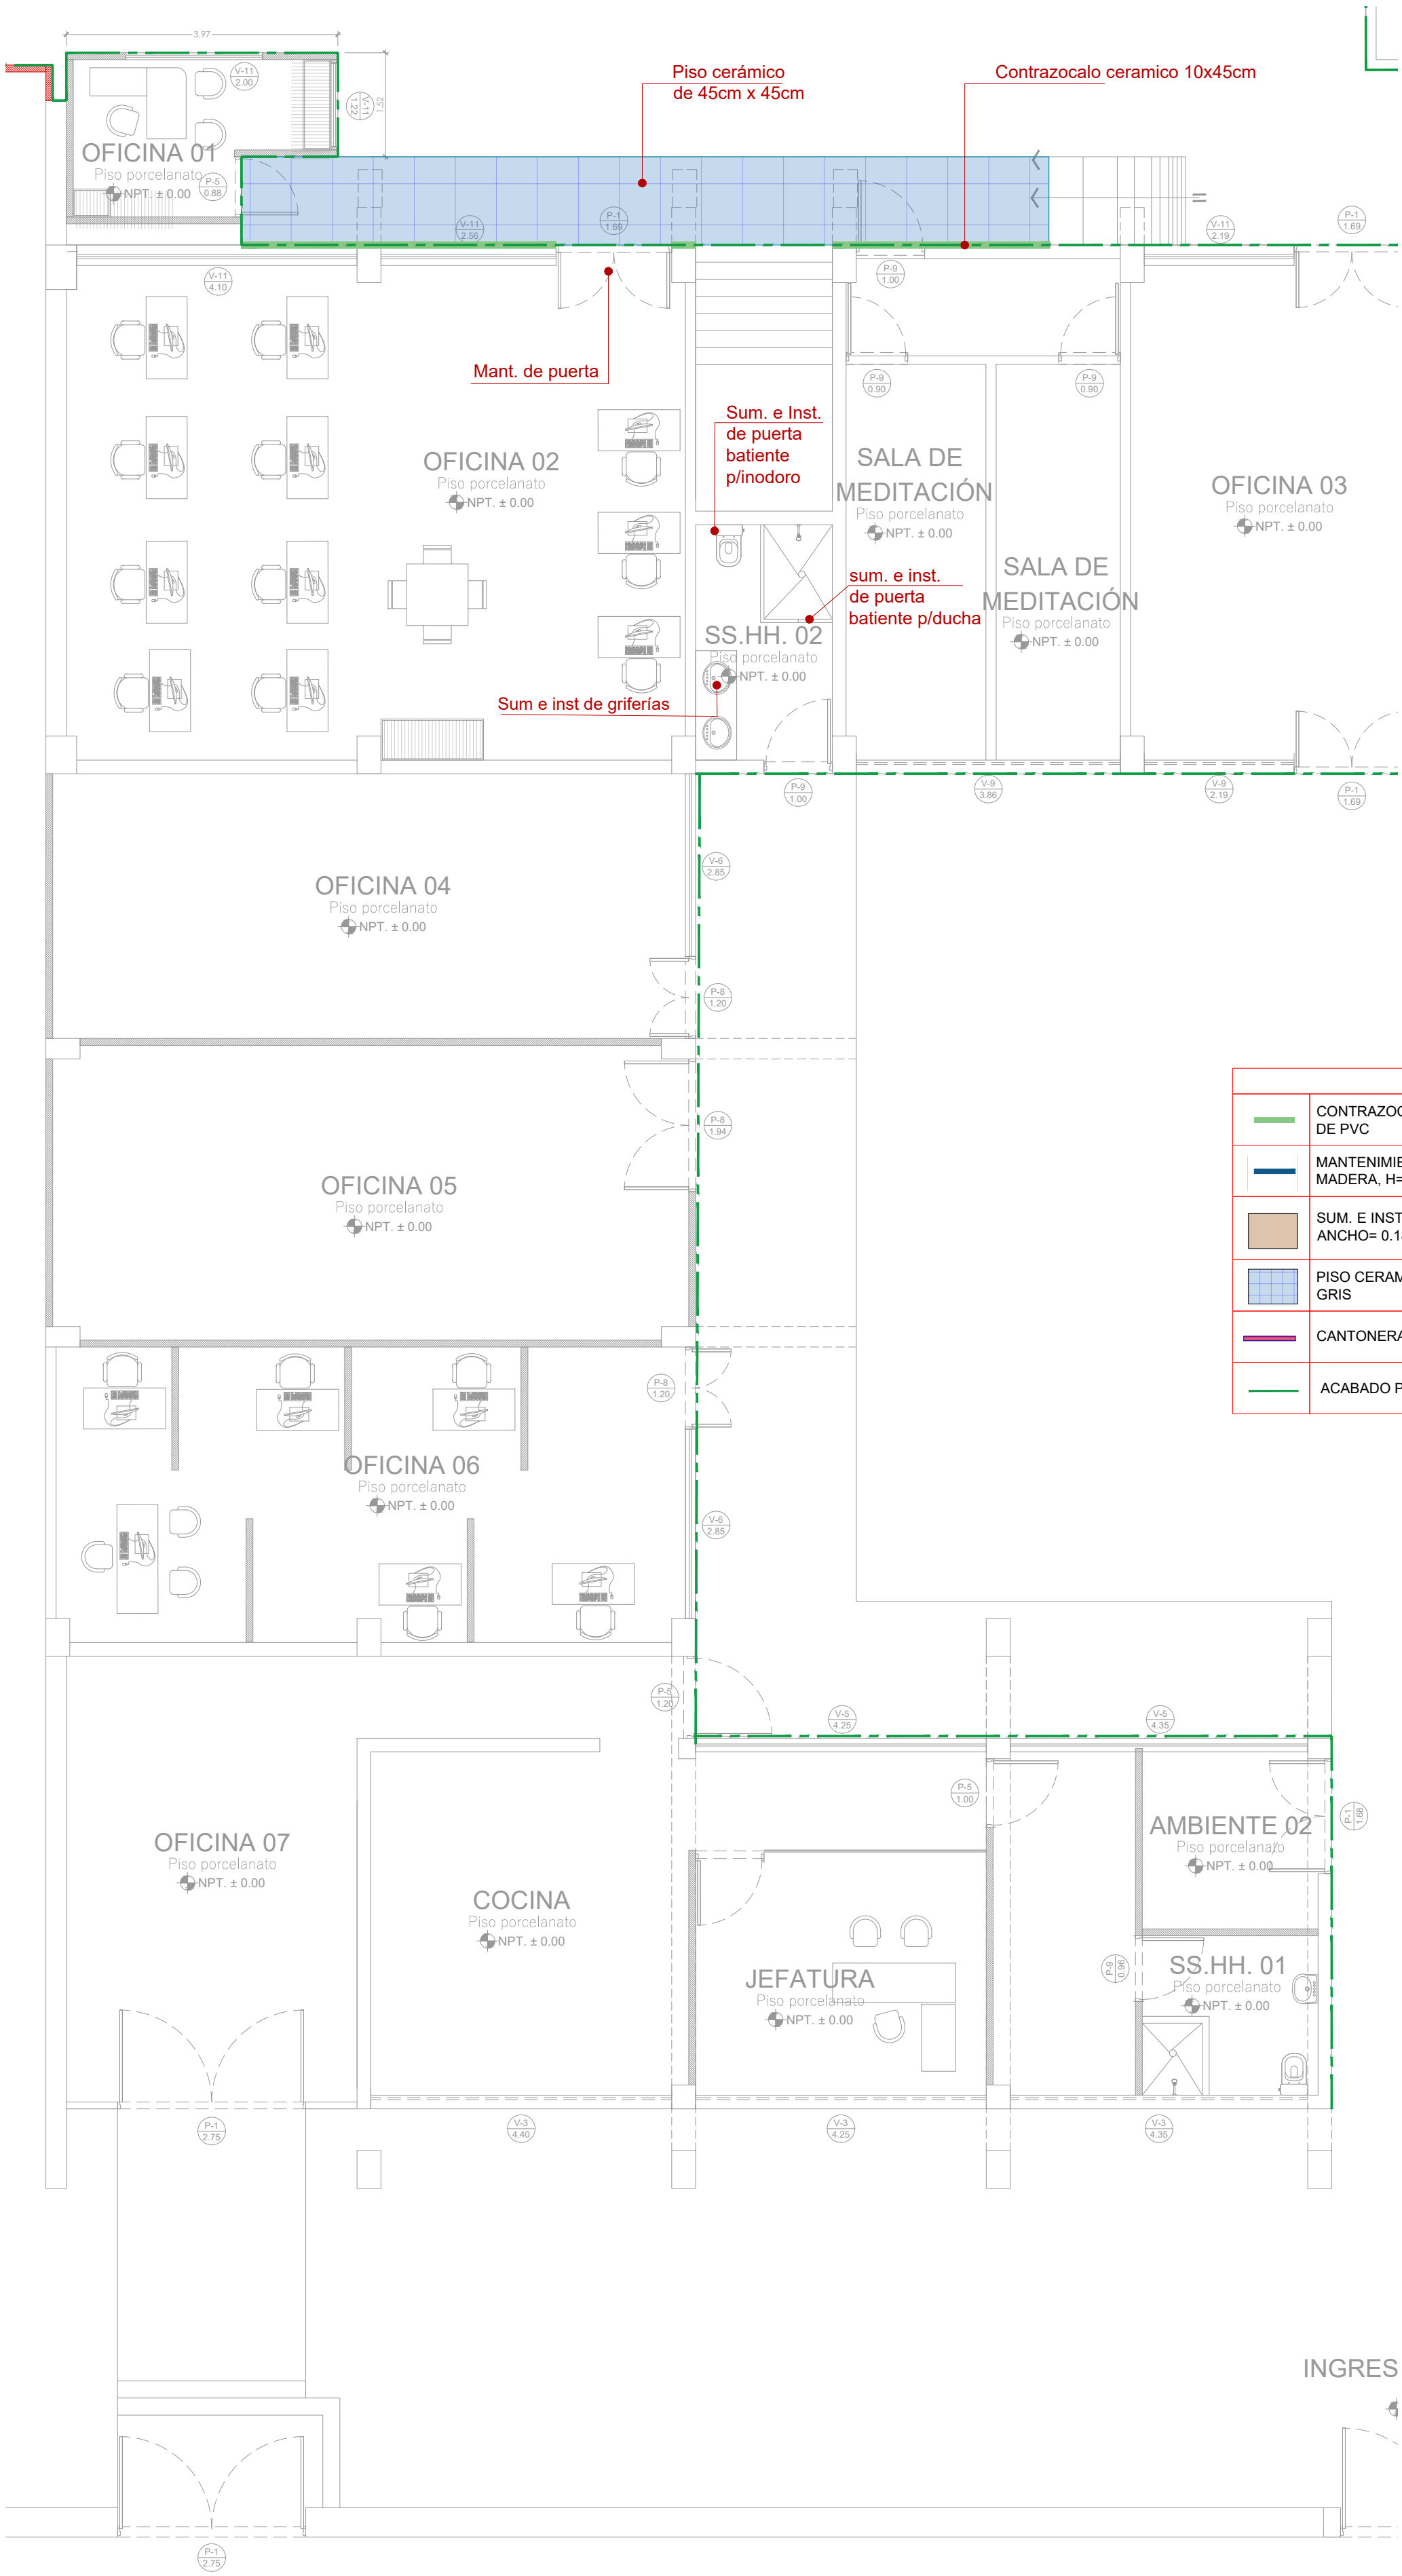 3.97
V-11
2.00
V-11
1.22
1.52
Piso cerámico
de 45cm x 45cm
Contrazocalo ceramico 10x45cm
OFICINA 01
Piso porcelanato
NPT. ± 0.00
P-5
0.88
V-11
2.56
P-1
1.69
V-11
2.19
P-1
1.69
V-11
4.10
P-9
1.00
Mant. de puerta
P-9
0.90
P-9
0.90
Sum. e Inst.
de puerta
batiente
p/inodoro
OFICINA 02
Piso porcelanato
NPT. ± 0.00
SALA DE
MEDITACIÓN
Piso porcelanato
NPT. ± 0.00
OFICINA 03
Piso porcelanato
NPT. ± 0.00
sum. e inst.
de puerta
batiente p/ducha
SALA DE
MEDITACIÓN
Piso porcelanato
NPT. ± 0.00
SS.HH. 02
Piso porcelanato
NPT. ± 0.00
Sum e inst de griferías
P-9
1.00
V-9
3.86
V-9
2.19
P-1
1.69
V-6
2.85
OFICINA 04
Piso porcelanato
NPT. ± 0.00
P-8
1.20
P-8
1.94
CONTRAZOC
DE PVC
MANTENIMIE
MADERA, H=
SUM. E INST
ANCHO= 0.1
PISO CERAM
GRIS
CANTONERA
ACABADO P
OFICINA 05
Piso porcelanato
NPT. ± 0.00
P-8
1.20
OFICINA 06
Piso porcelanato
NPT. ± 0.00
V-6
2.85
P-5
1.20
V-5
4.25
V-5
4.35
P-5
1.00
P-1
1.68
OFICINA 07
Piso porcelanato
NPT. ± 0.00
AMBIENTE 02
Piso porcelanato
NPT. ± 0.00
COCINA
Piso porcelanato
NPT. ± 0.00
JEFATURA
Piso porcelanato
NPT. ± 0.00
P-9
0.96
SS.HH. 01
Piso porcelanato
NPT. ± 0.00
P-1
2.75
V-3
4.40
V-3
4.25
V-3
4.35
INGRES
P-1
2.75